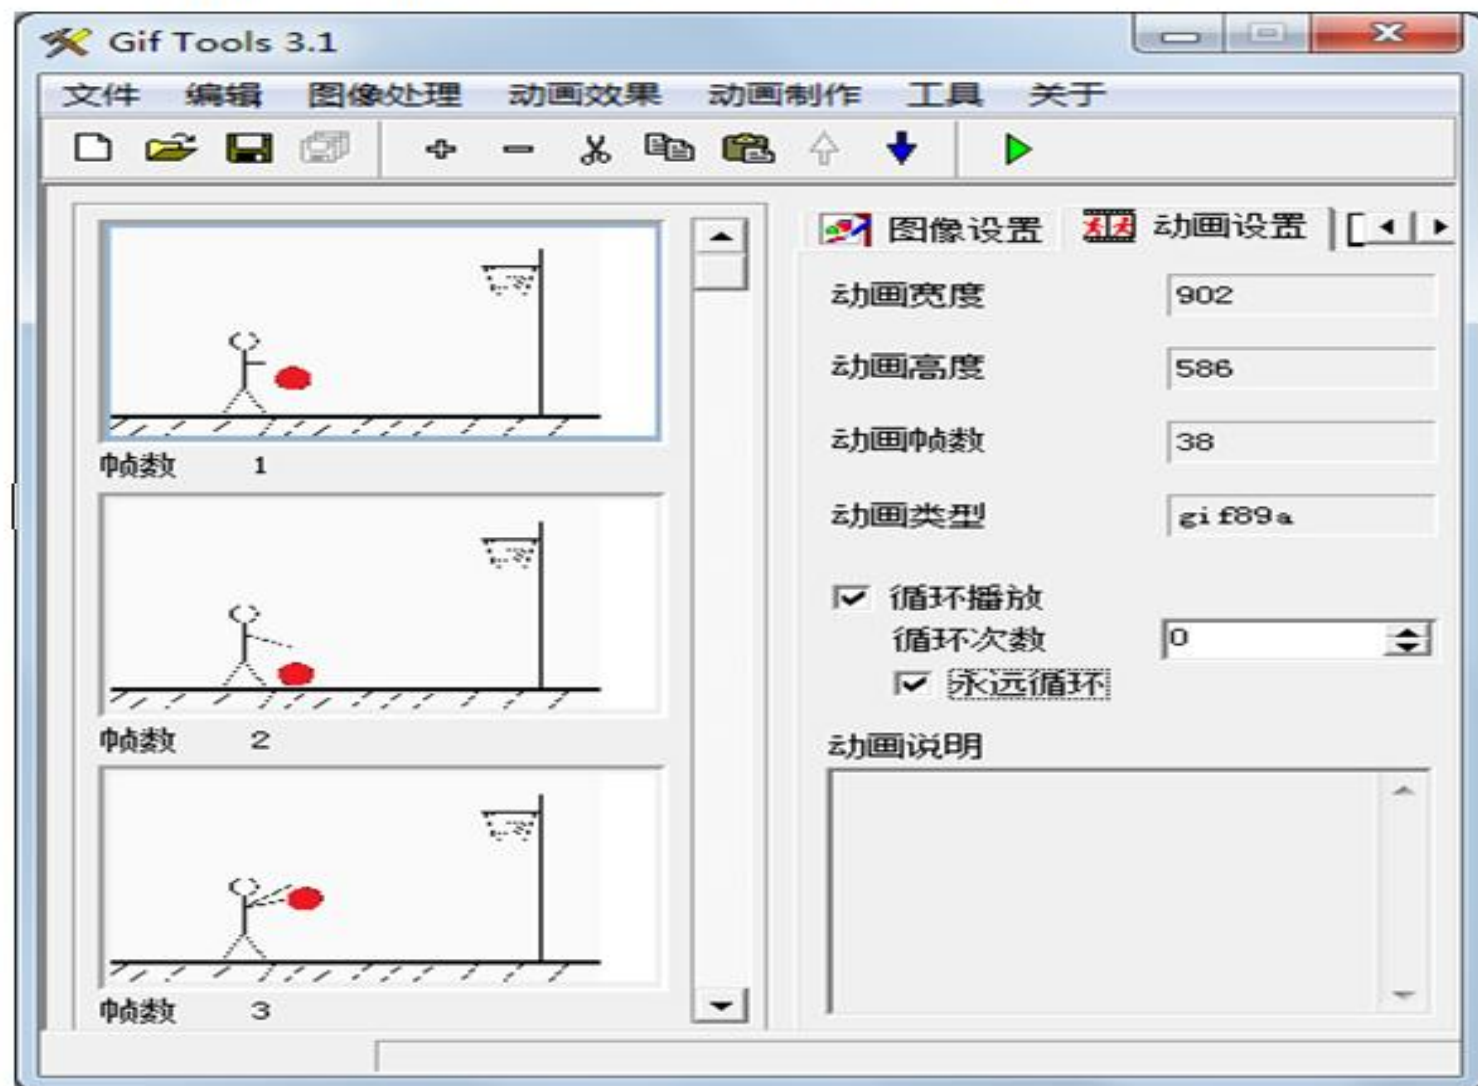 Gif Tools 3.1
文件 编辑 图像处理 动画效果 动画制作 工具 关于
图像设置 动画设置
动画宽度 902
动画高度 586
动画帧数 38
动画类型 gif89a
循环播放
循环次数 0
永远循环
动画说明
帧数 1
帧数 2
帧数 3